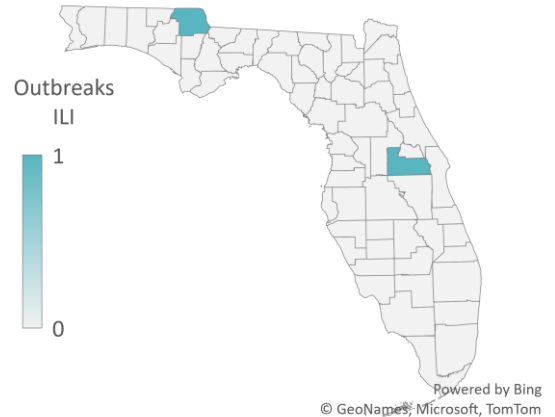 Outbreaks
ILI
1
0
Powered by Bing
© GeoNames, Microsoft, TomTom